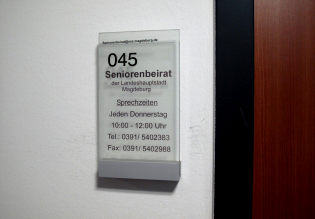 045
Seniorenbeirat
der Landeshauptstadt
Magdeburg
Sprechzeiten
Jeden Donnerstag
10:00 - 12:00 Uhr
Tel.: 0391/ 5402383
Fax: 0391/ 5402988